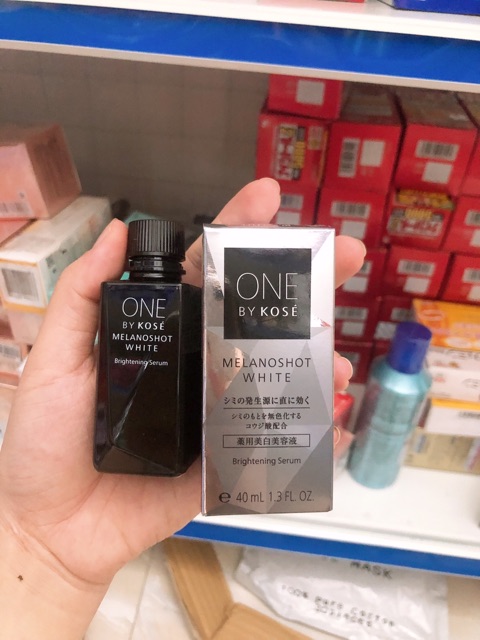 ONE
BY KOSÉ
MELANOSHOT
WHITE
Brightening Serum
ONE
BY KOSÉ
MELANOSHOT
WHITE
シミの発生源に直に効く
シミのもとを無色化する
コウジ酸配合
薬用美白美容液
Brightening Serum
e 40 mL 1.3 FL. OZ.
MASK